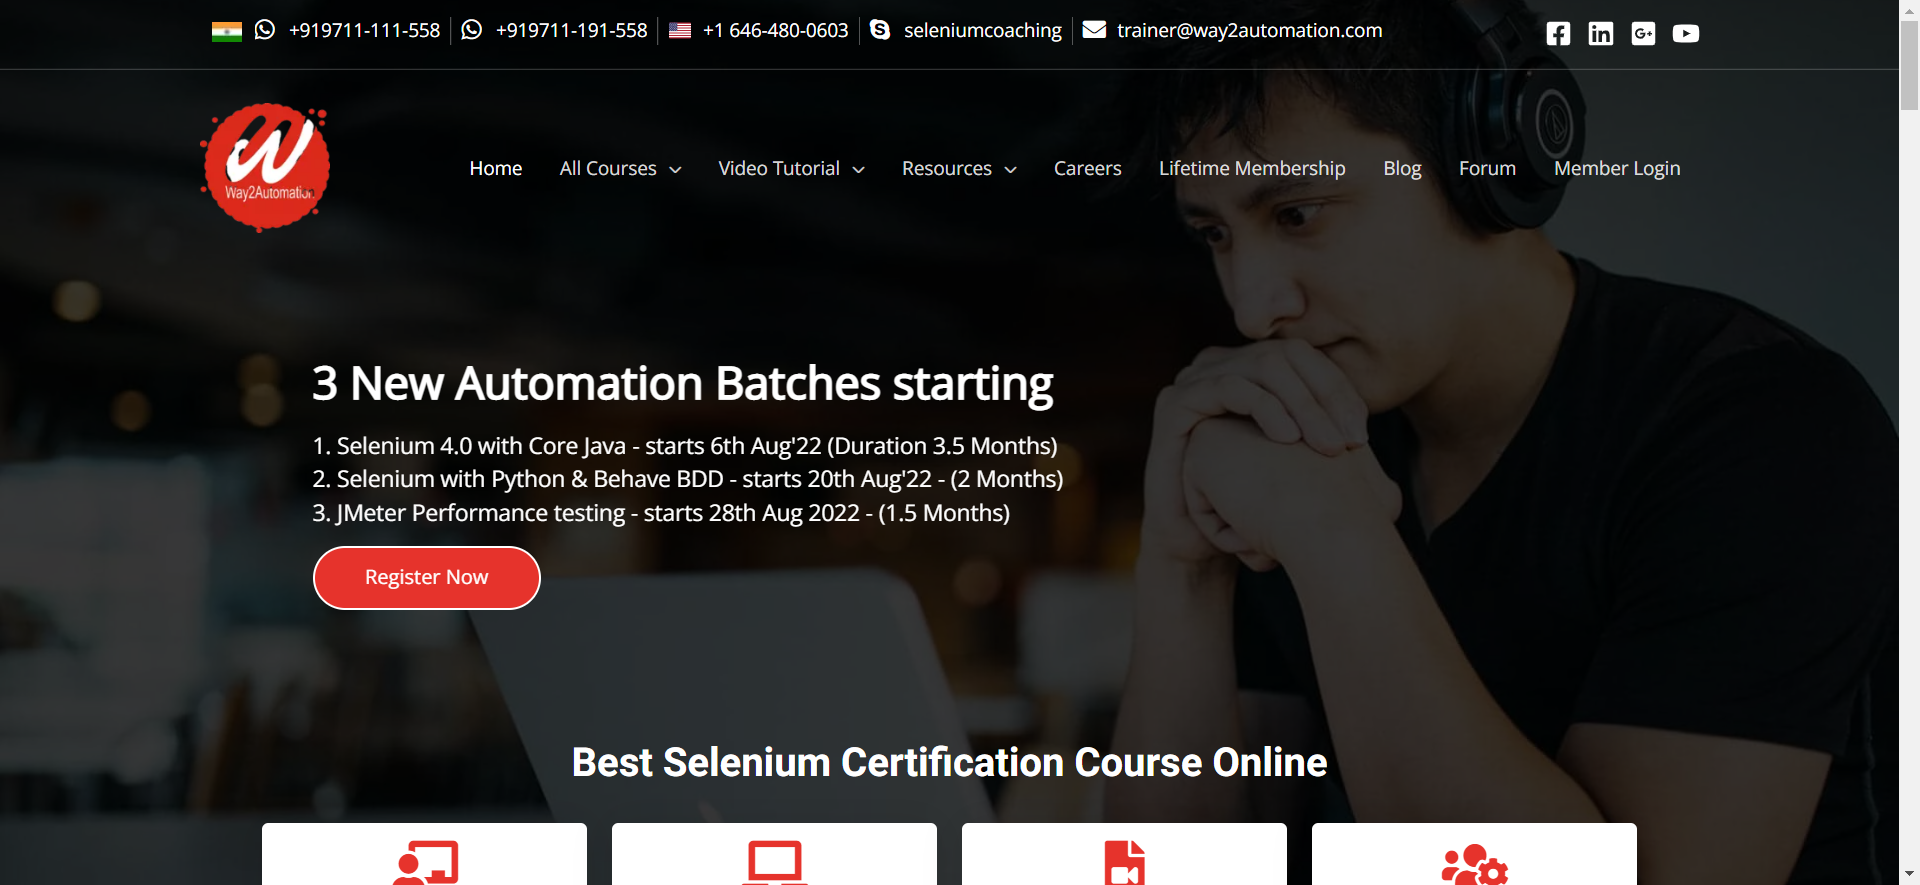 +919711-111-558 +919711-191-558 +1 646-480-0603 seleniumcoaching trainer@way2automation.com
Way2Automation
Home All Courses Video Tutorial Resources Careers Lifetime Membership Blog Forum Member Login
3 New Automation Batches starting
1. Selenium 4.0 with Core Java - starts 6th Aug'22 (Duration 3.5 Months)
2. Selenium with Python & Behave BDD - starts 20th Aug'22 - (2 Months)
3. JMeter Performance testing - starts 28th Aug 2022 - (1.5 Months)
Register Now
Best Selenium Certification Course Online